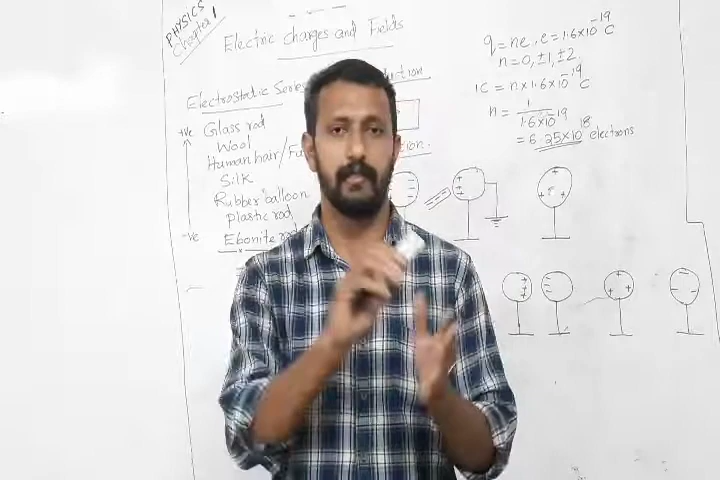 PHYSICS
Chapter 1
Electric charges and Fields
Electrostatic Series
+ve Glass rod
Wool
Human hair/
Silk
Rubber balloon
plastic rod
-ve Ebonite
q = ne, e = 1.6×10⁻¹⁹ C
n = 0, ±1, ±2
1C = n × 1.6×10⁻¹⁹ C
n = 1 / 1.6×10⁻¹⁹
= 6.25×10¹⁸ electrons